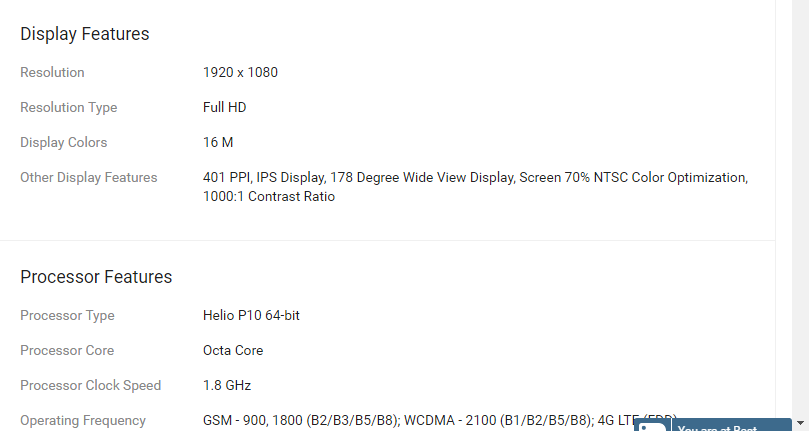 Display Features
Resolution 1920 x 1080
Resolution Type Full HD
Display Colors 16 M
Other Display Features 401 PPI, IPS Display, 178 Degree Wide View Display, Screen 70% NTSC Color Optimization,
1000:1 Contrast Ratio
Processor Features
Processor Type Helio P10 64-bit
Processor Core Octa Core
Processor Clock Speed 1.8 GHz
Operating Frequency GSM - 900, 1800 (B2/B3/B5/B8); WCDMA - 2100 (B1/B2/B5/B8); 4G LTE (FDD)
You are at Best